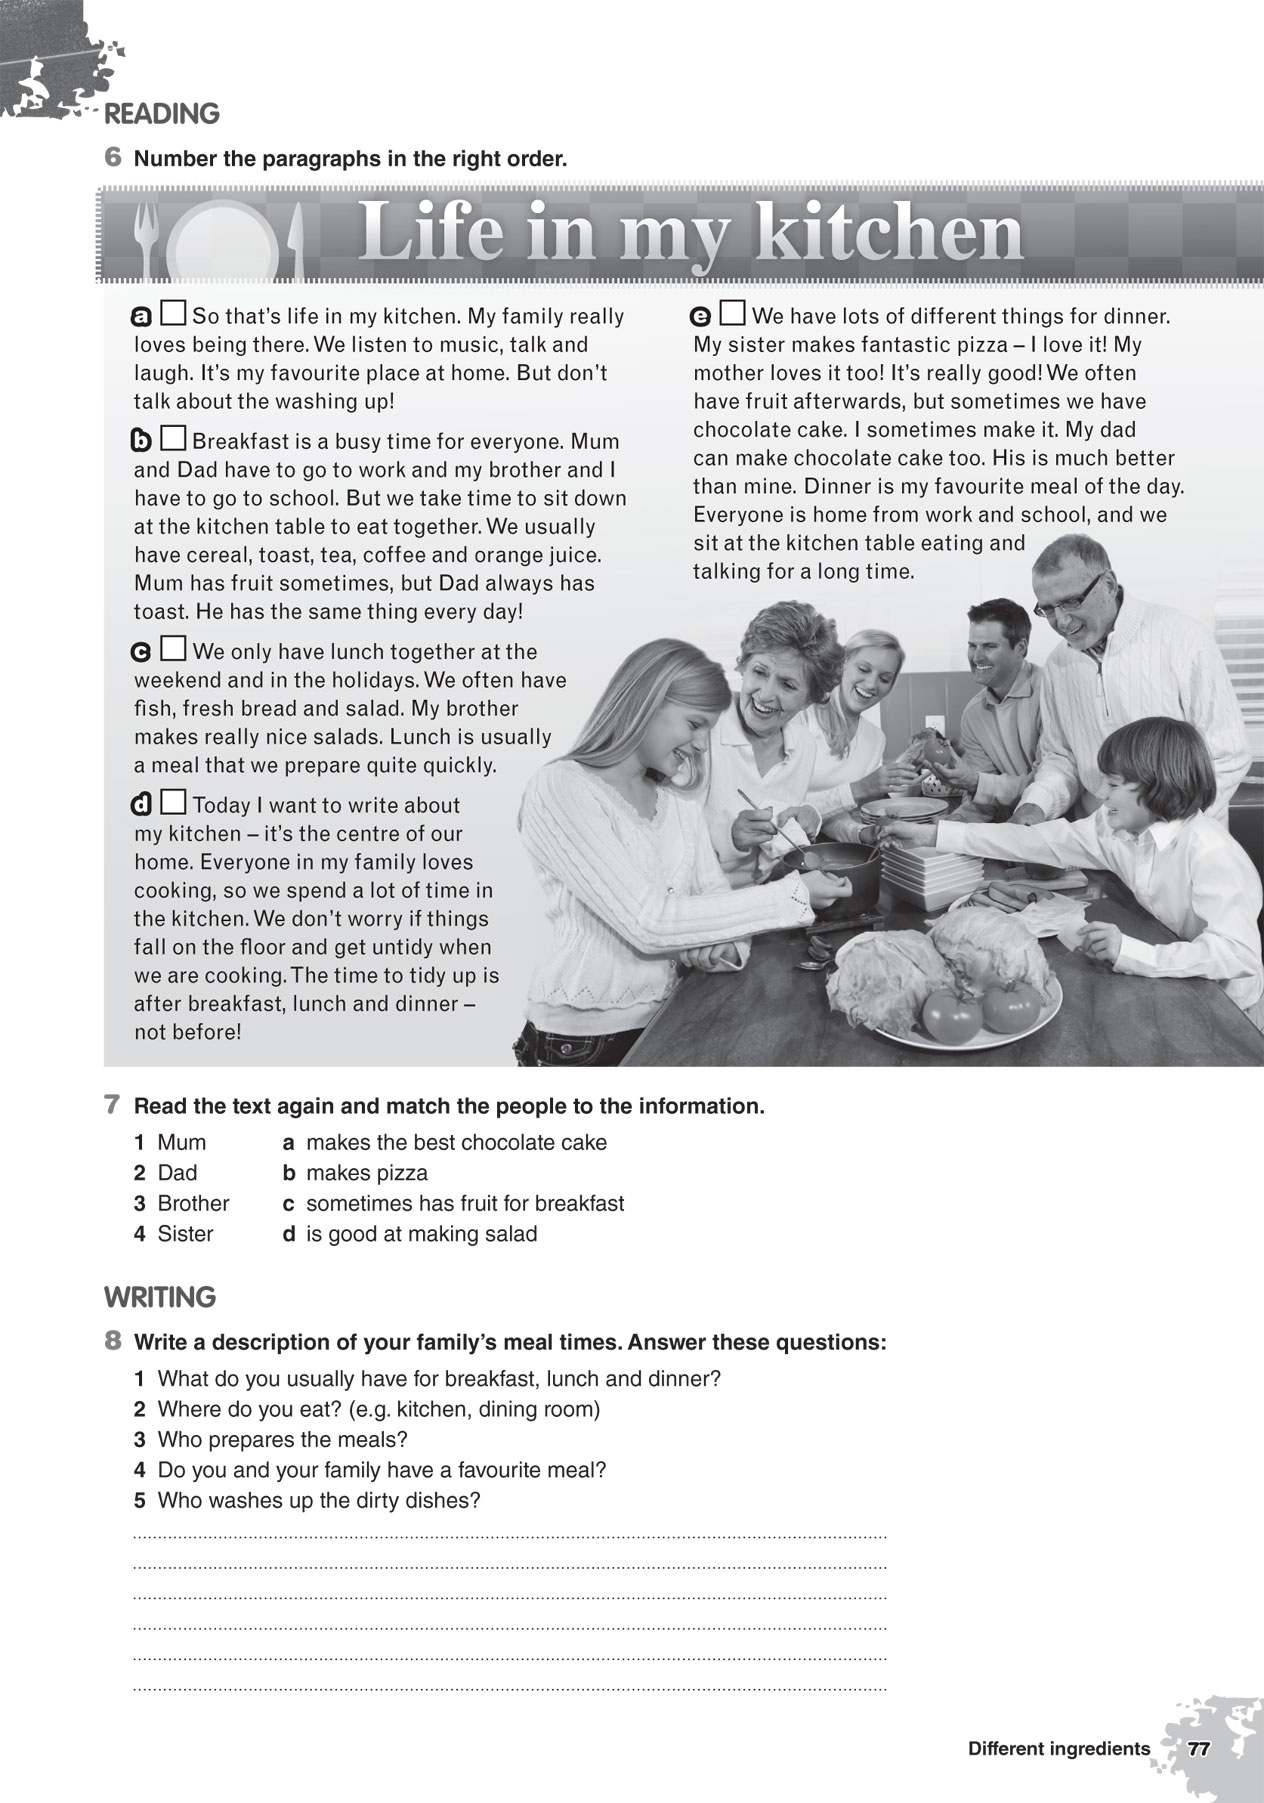 READING
6 Number the paragraphs in the right order.
Life in my kitchen
a So that's life in my kitchen. My family really
loves being there. We listen to music, talk and
laugh. It's my favourite place at home. But don't
talk about the washing up!
b Breakfast is a busy time for everyone. Mum
and Dad have to go to work and my brother and I
have to go to school. But we take time to sit down
at the kitchen table to eat together. We usually
have cereal, toast, tea, coffee and orange juice.
Mum has fruit sometimes, but Dad always has
toast. He has the same thing every day!
c We only have lunch together at the
weekend and in the holidays. We often have
fish, fresh bread and salad. My brother
makes really nice salads. Lunch is usually
a meal that we prepare quite quickly.
d Today I want to write about
my kitchen – it's the centre of our
home. Everyone in my family loves
cooking, so we spend a lot of time in
the kitchen. We don't worry if things
fall on the floor and get untidy when
we are cooking. The time to tidy up is
after breakfast, lunch and dinner –
not before!
e We have lots of different things for dinner.
My sister makes fantastic pizza – I love it! My
mother loves it too! It's really good! We often
have fruit afterwards, but sometimes we have
chocolate cake. I sometimes make it. My dad
can make chocolate cake too. His is much better
than mine. Dinner is my favourite meal of the day.
Everyone is home from work and school, and we
sit at the kitchen table eating and
talking for a long time.
7 Read the text again and match the people to the information.
1 Mum a makes the best chocolate cake
2 Dad b makes pizza
3 Brother c sometimes has fruit for breakfast
4 Sister d is good at making salad
WRITING
8 Write a description of your family's meal times. Answer these questions:
1 What do you usually have for breakfast, lunch and dinner?
2 Where do you eat? (e.g. kitchen, dining room)
3 Who prepares the meals?
4 Do you and your family have a favourite meal?
5 Who washes up the dirty dishes?
Different ingredients 77